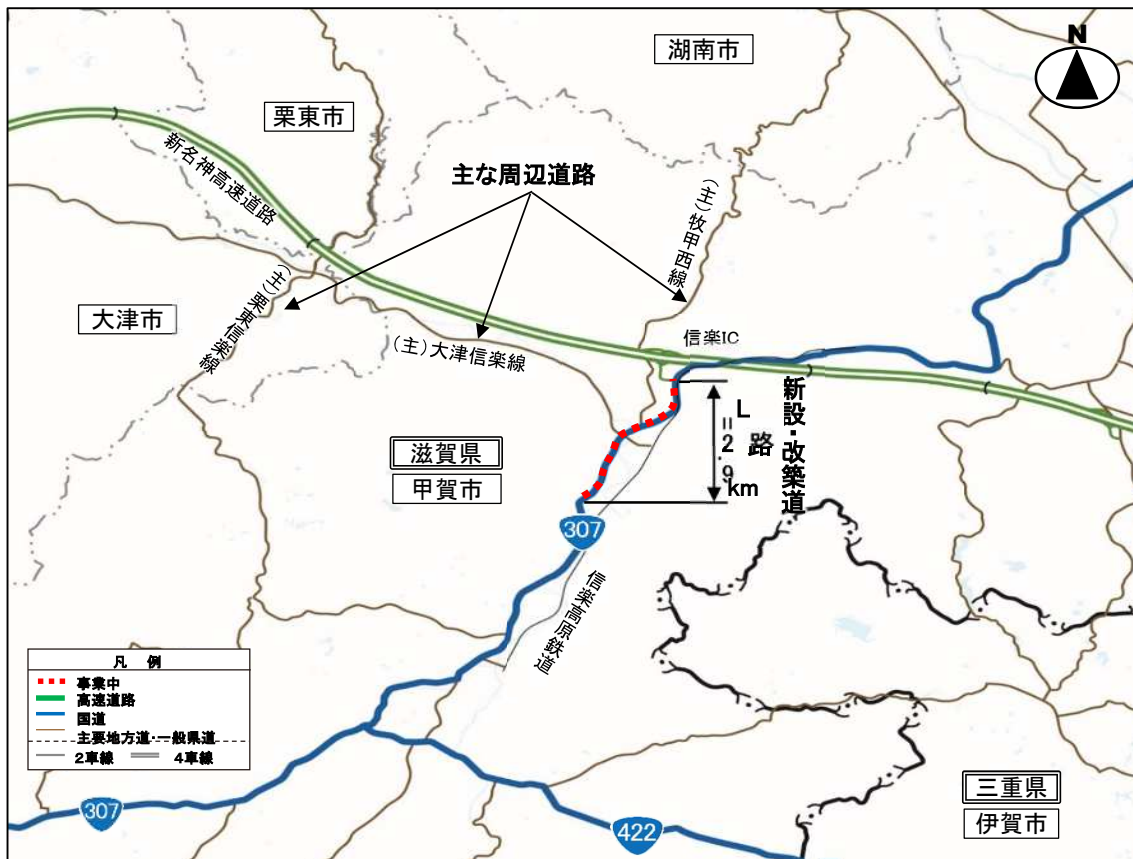 湖南市
N
栗東市
新名神高速道路
主な周辺道路
(主)牧甲西線
(主)栗東信楽線
大津市
(主)大津信楽線
信楽IC
新設・改築道路
L=2.9km
滋賀県
甲賀市
307
信楽高原鉄道
凡 例
事業中
高速道路
国道
主要地方道・一般県道
2車線 4車線
307
422
三重県
伊賀市